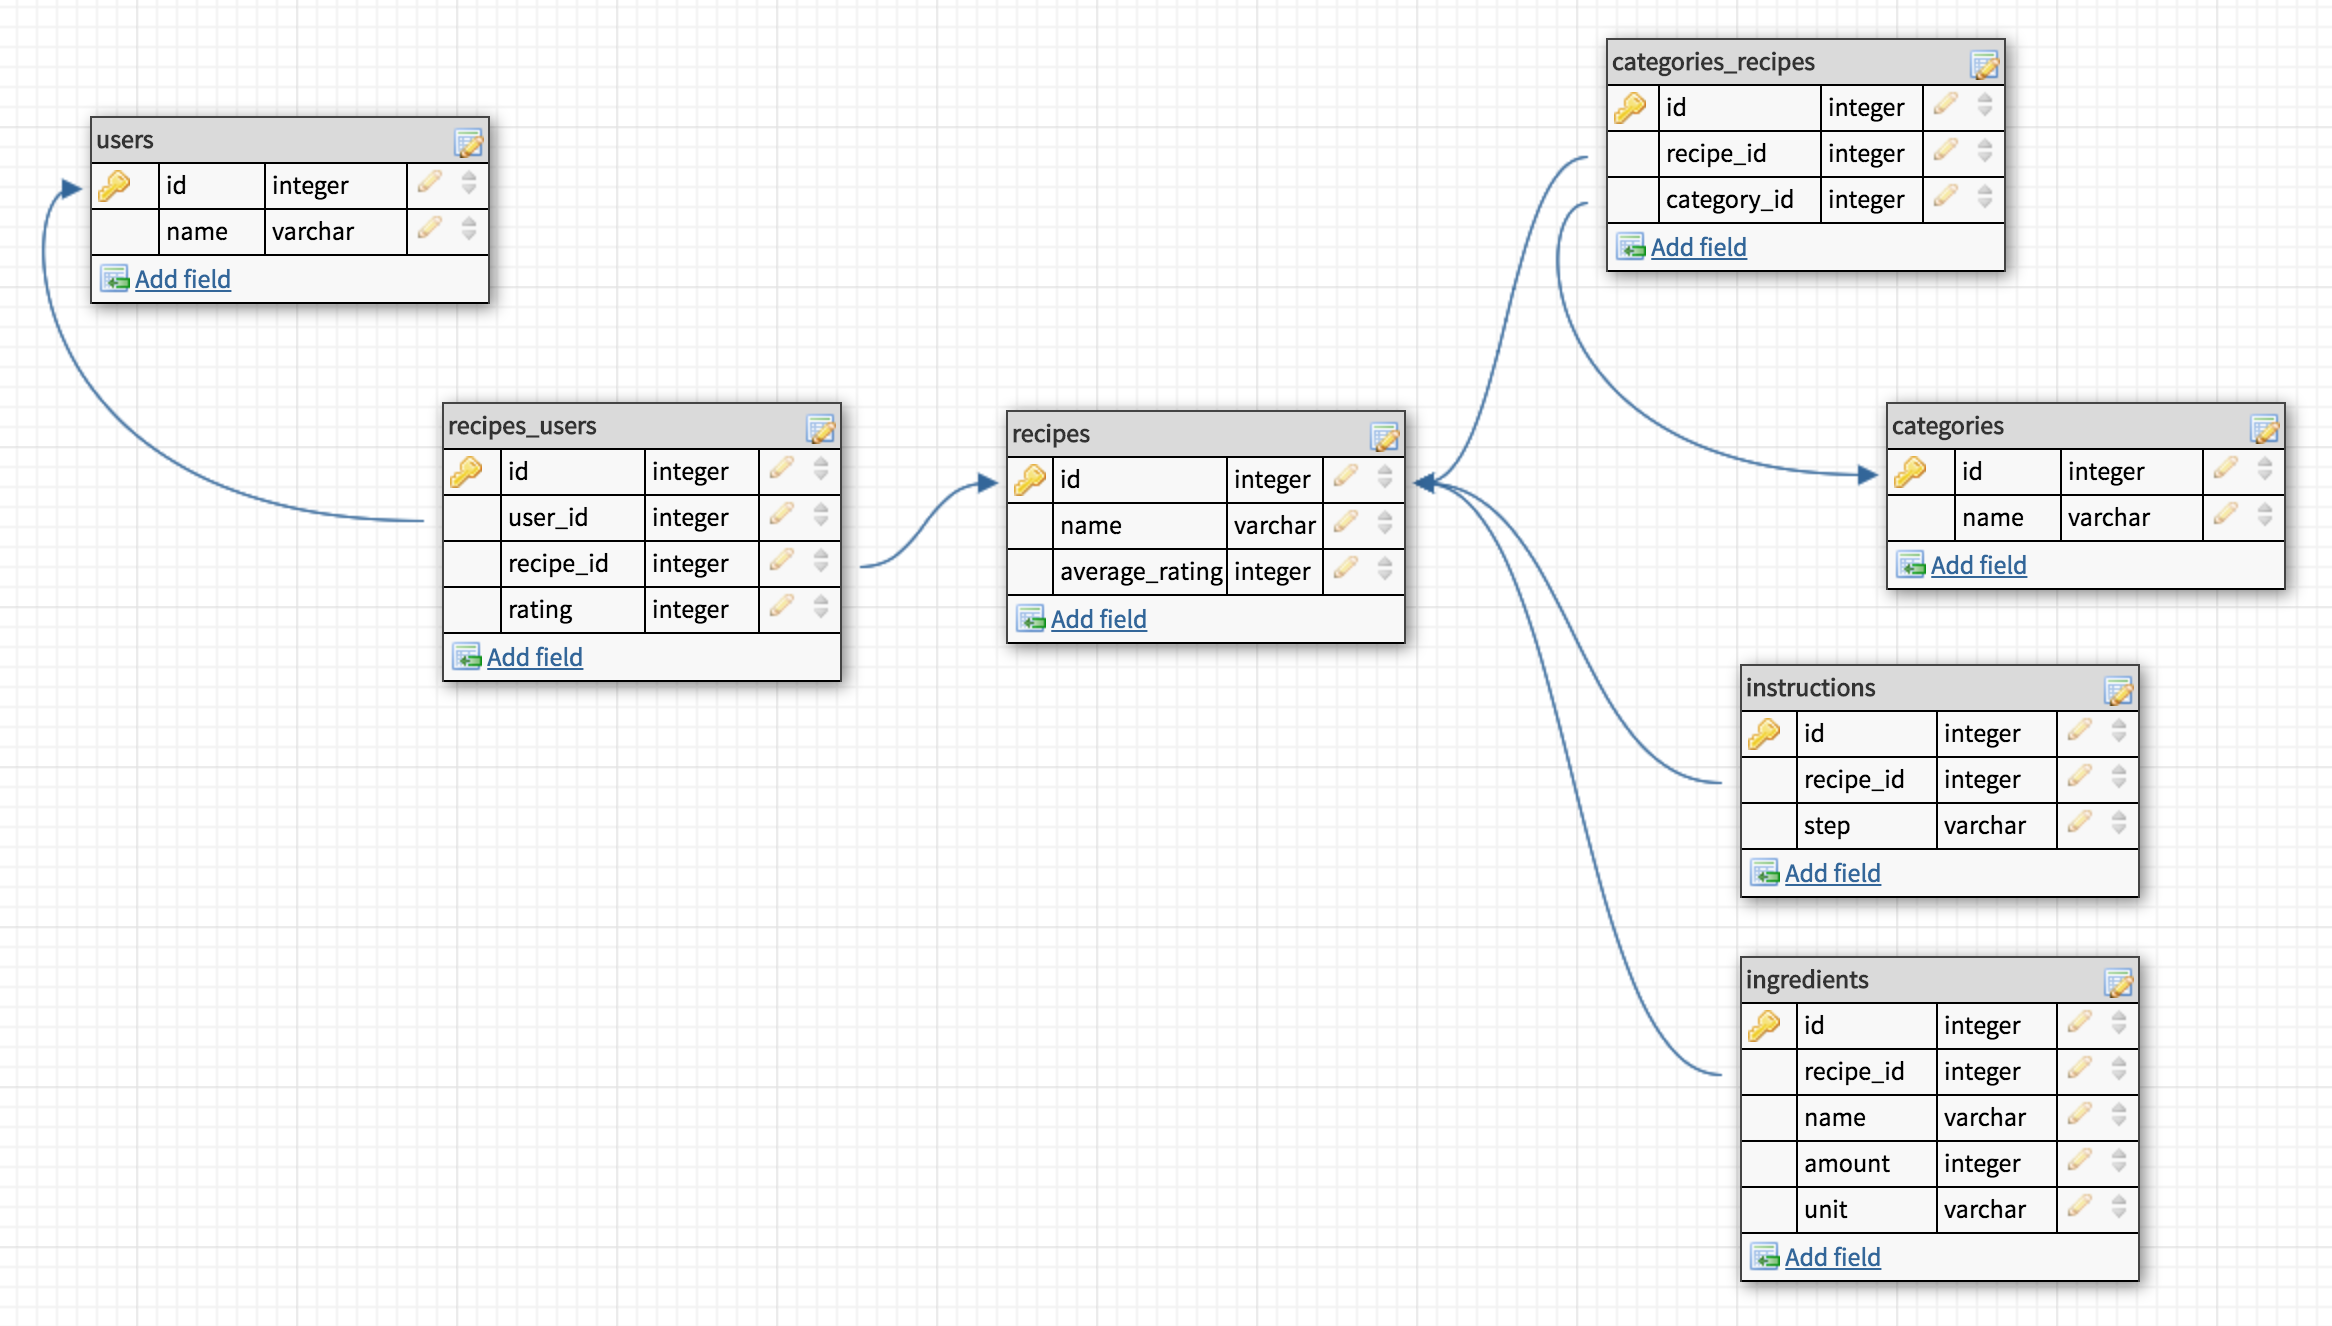 users
id integer
name varchar
Add field
recipes_users
id integer
user_id integer
recipe_id integer
rating integer
Add field
recipes
id integer
name varchar
average_rating integer
Add field
categories_recipes
id integer
recipe_id integer
category_id integer
Add field
categories
id integer
name varchar
Add field
instructions
id integer
recipe_id integer
step varchar
Add field
ingredients
id integer
recipe_id integer
name varchar
amount integer
unit varchar
Add field